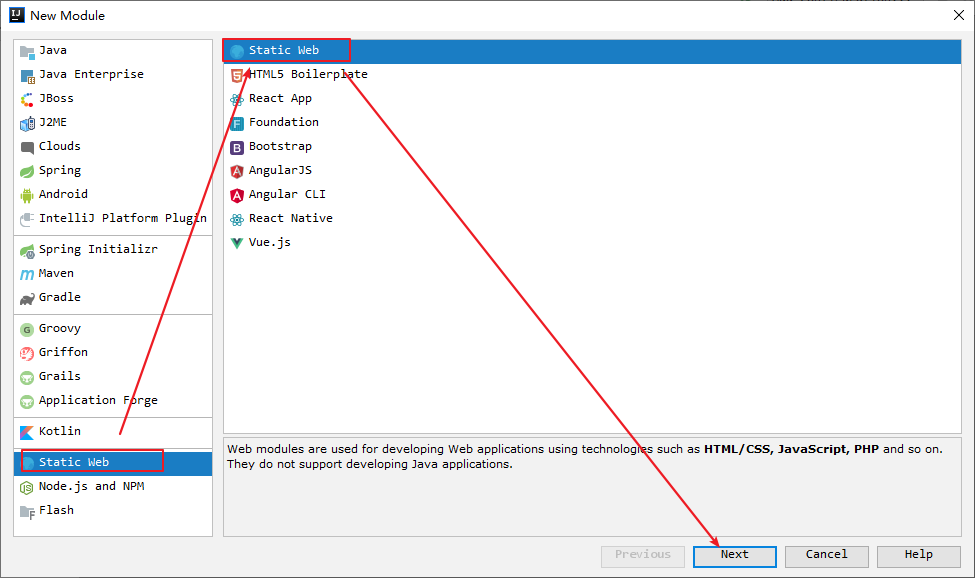 New Module
Java
Java Enterprise
JBoss
J2ME
Clouds
Spring
Android
IntelliJ Platform Plugin
Spring Initializr
Maven
Gradle
Groovy
Griffon
Grails
Application Forge
Kotlin
Static Web
Node.js and NPM
Flash
Static Web
HTML5 Boilerplate
React App
Foundation
Bootstrap
AngularJS
Angular CLI
React Native
Vue.js
Web modules are used for developing Web applications using technologies such as HTML/CSS, JavaScript, PHP and so on.
They do not support developing Java applications.
Previous
Next
Cancel
Help